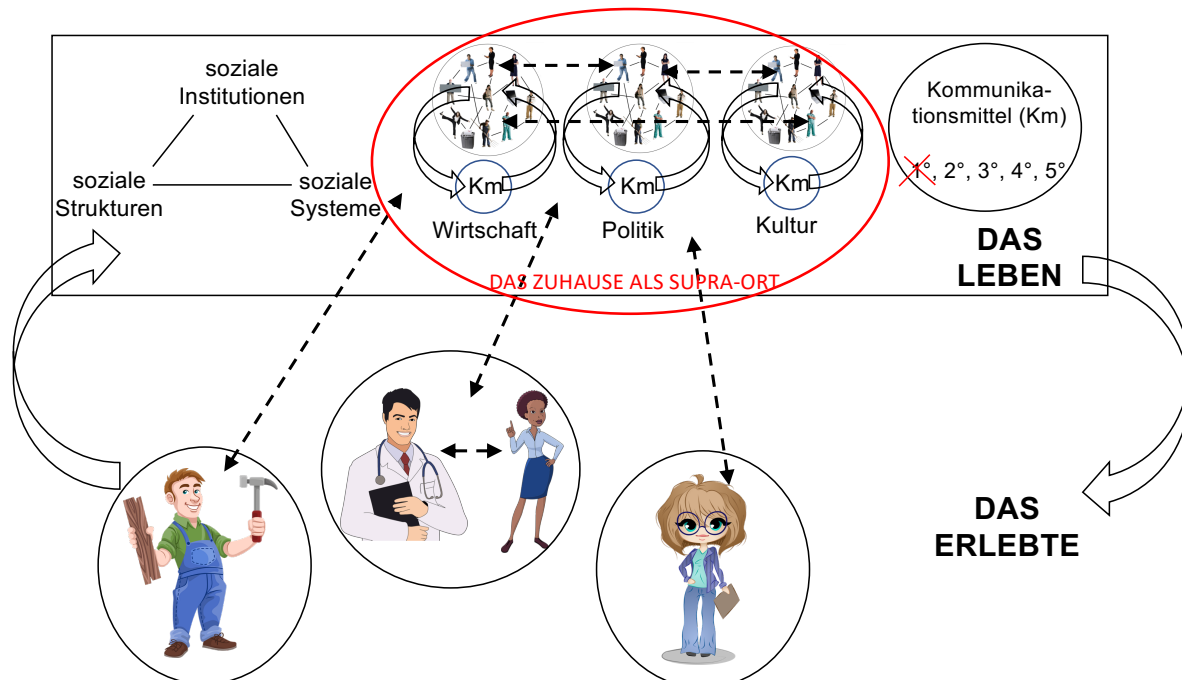 soziale
Institutionen
soziale
Strukturen
soziale
Systeme
Km
Wirtschaft
Km
Politik
Km
Kultur
DAS ZUHAUSE ALS SUPRA-ORT
Kommunika-
tionsmittel (Km)
1°, 2°, 3°, 4°, 5°
DAS
LEBEN
DAS
ERLEBTE